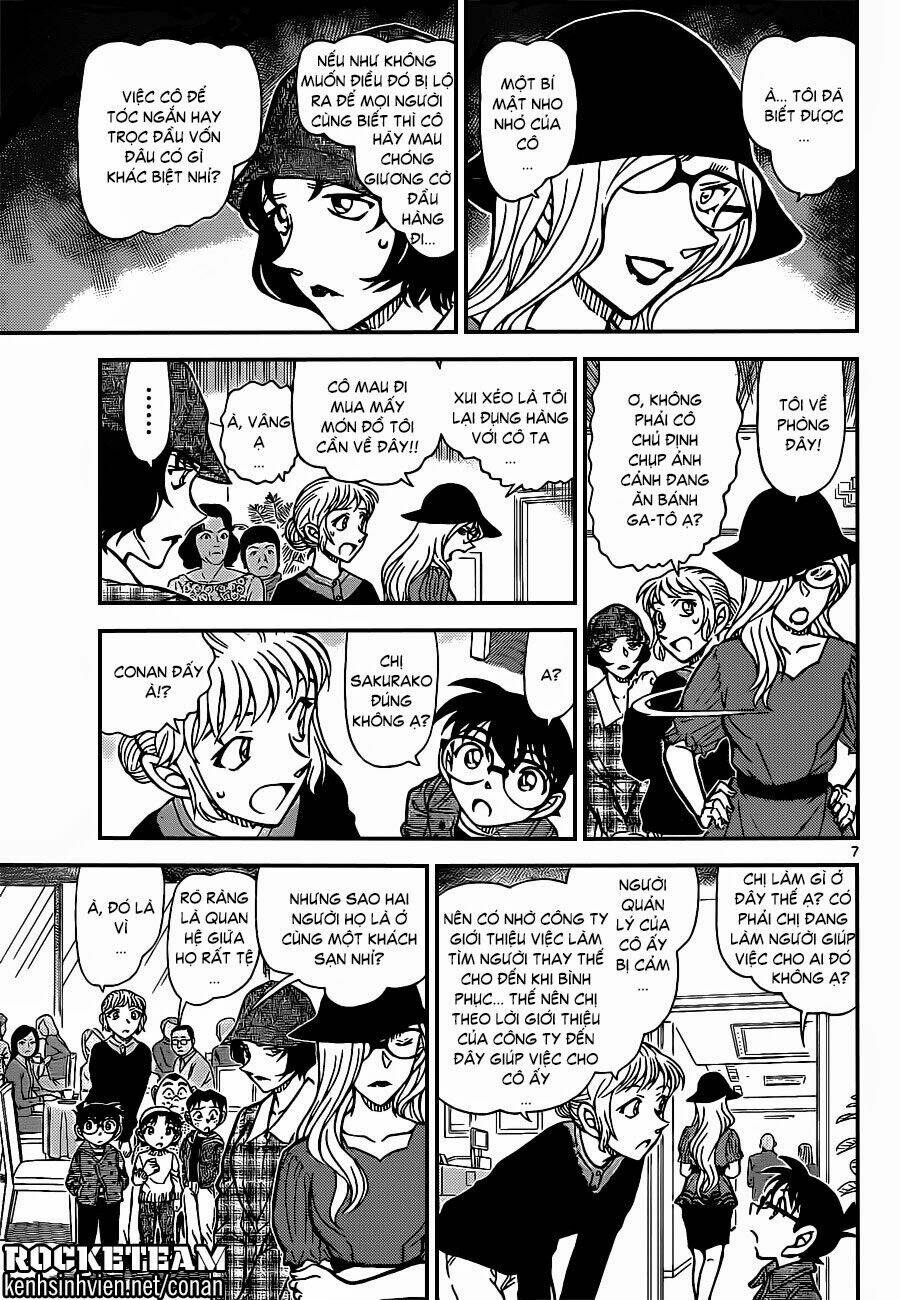 À... TÔI ĐÃ
BIẾT ĐƯỢC
...
MỘT BÍ
MẬT NHO
NHỎ CỦA
CÔ
...
NẾU NHƯ KHÔNG
MUỐN ĐIỀU ĐÓ BỊ LỘ
RA ĐỂ MỌI NGƯỜI
CÙNG BIẾT THÌ CÔ
HÃY MAU
CHÓNG
GIƯƠNG CỜ
ĐẦU
HÀNG
ĐI...
VIỆC CÔ ĐỂ
TÓC NGẮN HAY
TRỌC ĐẦU VỐN
ĐÂU CÓ GÌ
KHÁC BIỆT NHỈ?
TÔI VỀ
PHÒNG
ĐÂY!
Ơ, KHÔNG
PHẢI CÔ
CHỦ ĐỊNH
CHỤP ẢNH
CẢNH ĐANG
ĂN BÁNH
GA-TÔ Ạ?
XUI XẺO LÀ TÔI
LẠI ĐỤNG HÀNG
VỚI CÔ TA
...
CÔ MAU ĐI
MUA MẤY
MÓN ĐỒ TÔI
CẦN VỀ ĐÂY!!
À, VÂNG
Ạ
...
......
A?
CHỊ
SAKURAKO
ĐÚNG
KHÔNG Ạ?
CONAN ĐẤY
À!?
7
CHỊ LÀM GÌ Ở
ĐÂY THẾ Ạ? CÓ
PHẢI CHỊ ĐANG
LÀM NGƯỜI GIÚP
VIỆC CHO AI ĐÓ
KHÔNG Ạ?
NGƯỜI
QUẢN
LÝ CỦA
CÔ ẤY
BỊ CẢM
...
NÊN CÓ NHỜ CÔNG TY
GIỚI THIỆU VIỆC LÀM
TÌM NGƯỜI THAY THẾ
CHO ĐẾN KHI BÌNH
PHỤC... THẾ NÊN CHỊ
THEO LỜI GIỚI THIỆU
CỦA CÔNG TY ĐẾN
ĐÂY GIÚP VIỆC CHO
CÔ ẤY
...
NHƯNG SAO HAI
NGƯỜI HỌ LẠI Ở
CÙNG MỘT KHÁCH
SẠN NHỈ?
RÕ RÀNG
LÀ QUAN
HỆ GIỮA
HỌ RẤT TỆ
...
À, ĐÓ LÀ
VÌ
...
ROCKETEAM
kenhsinhvien.net/conan